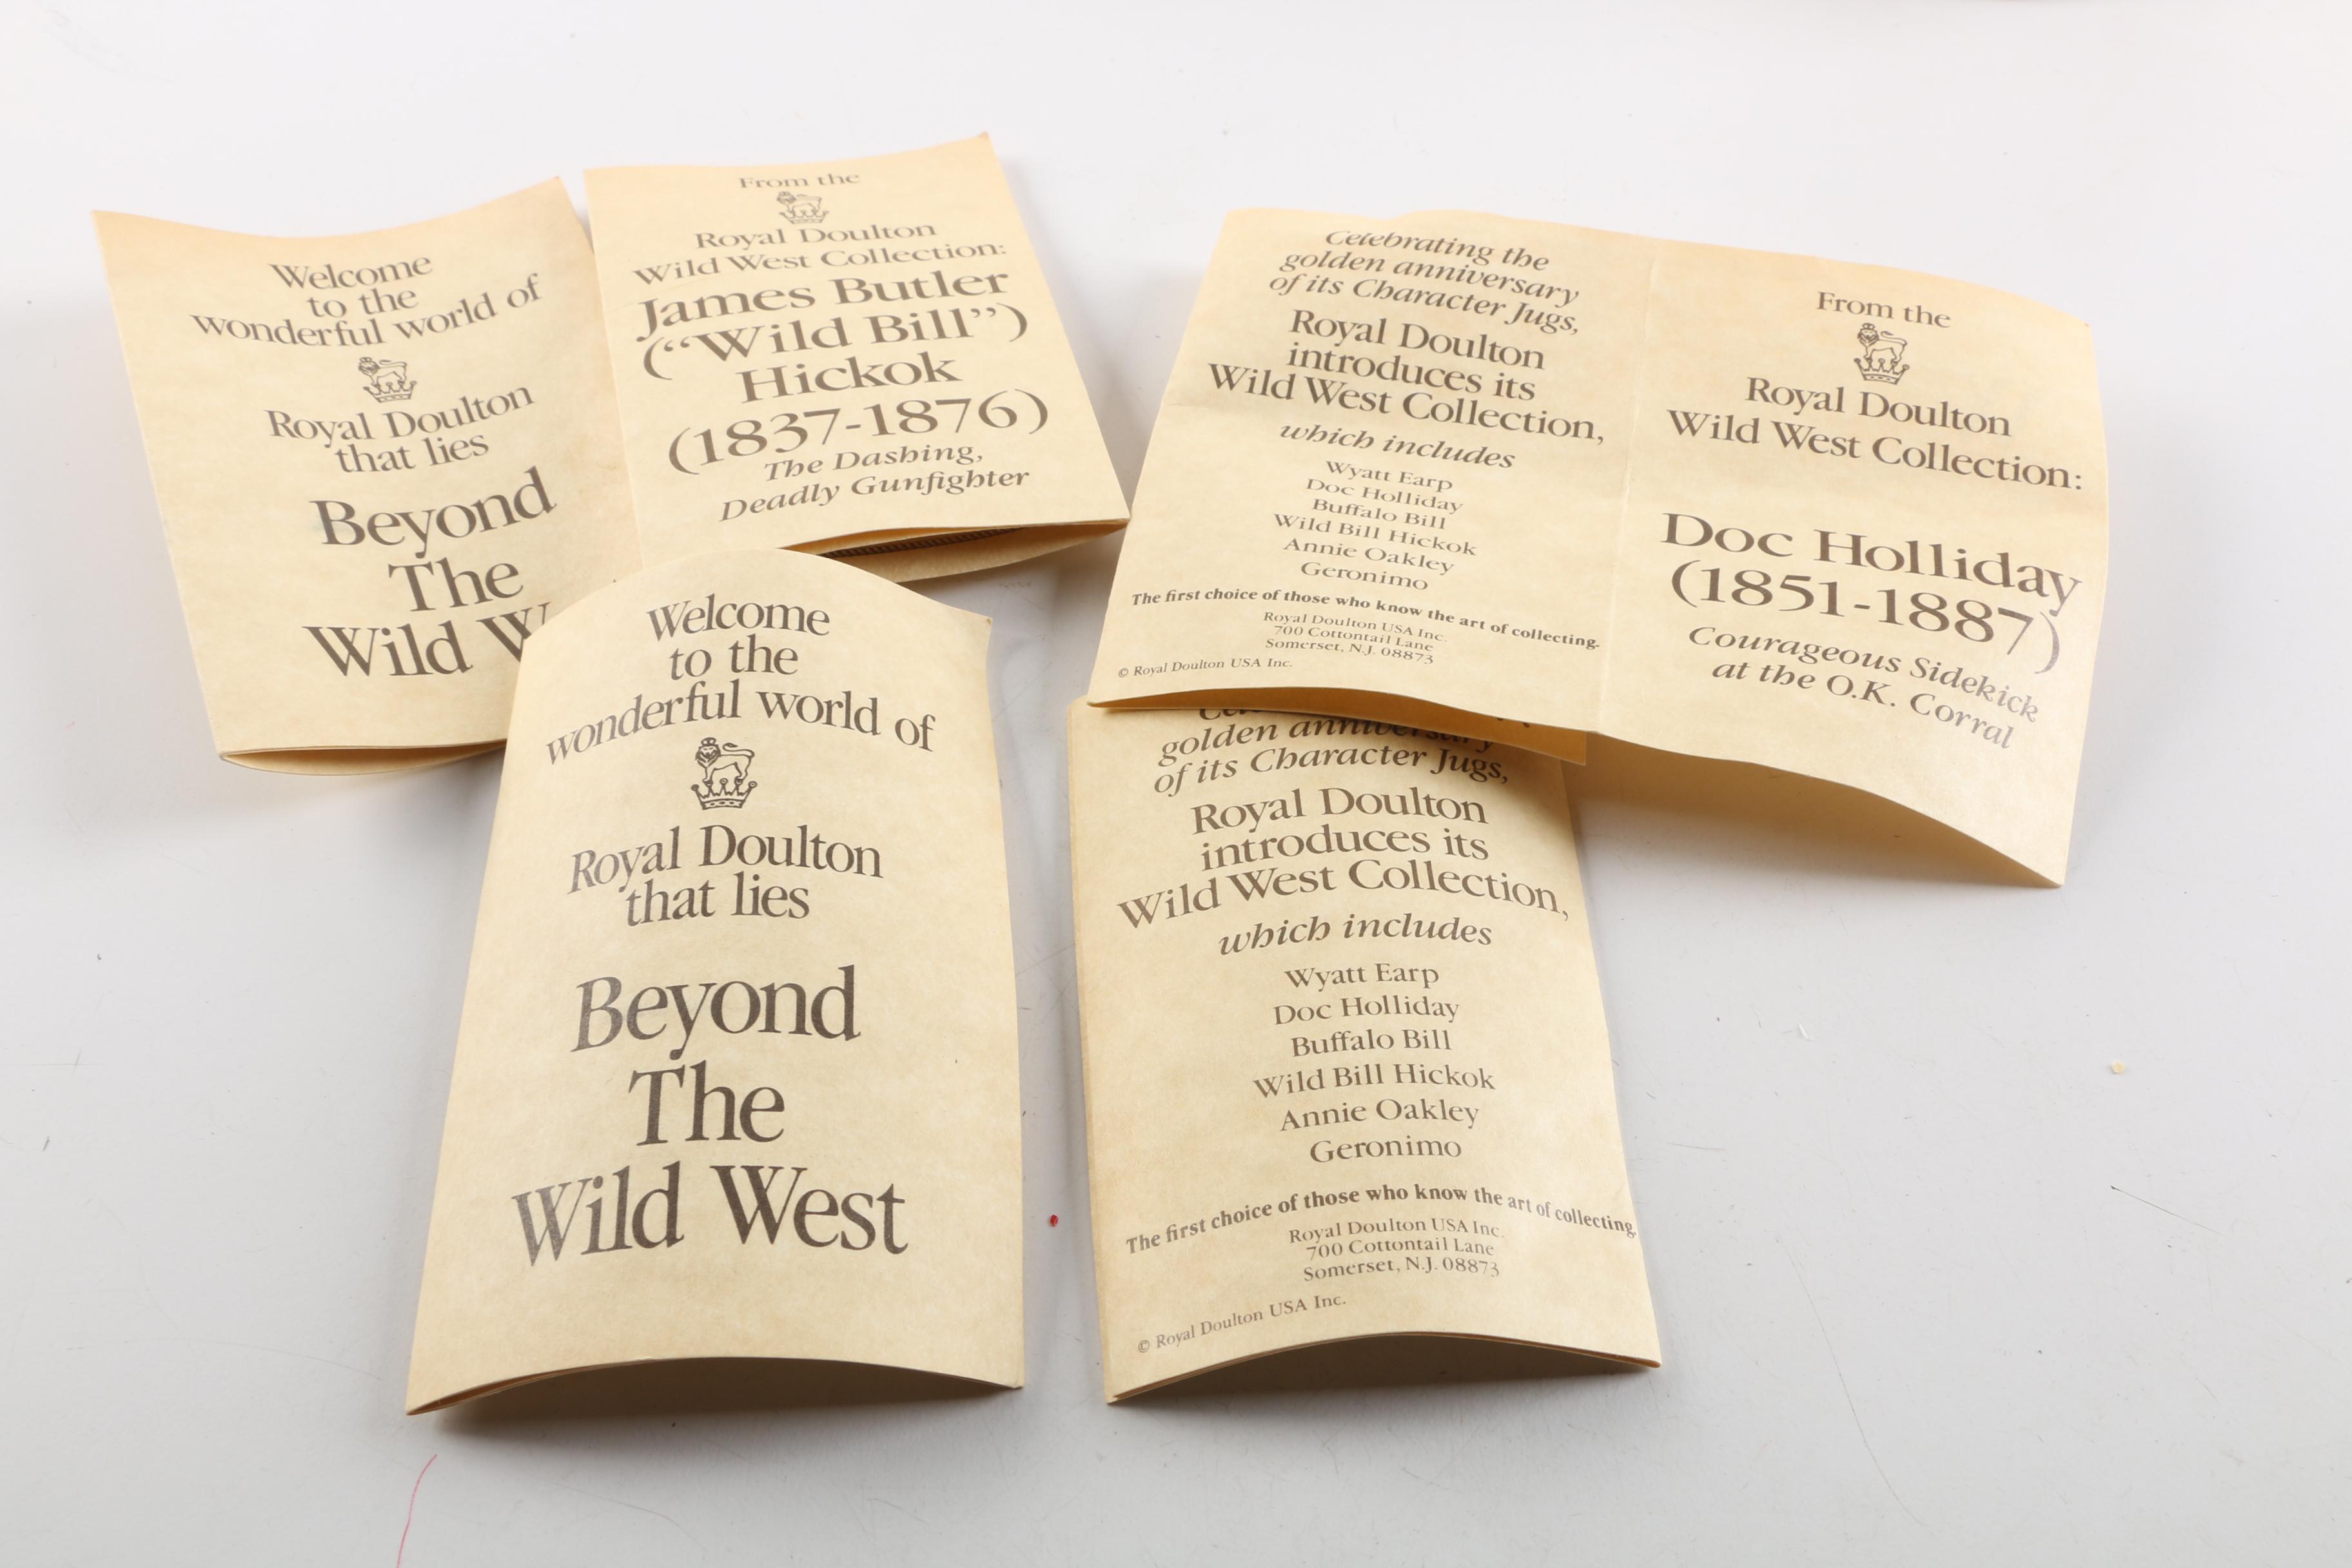 Welcome
to the
wonderful world of
Royal Doulton
that lies
Beyond
The
Wild
From the
Royal Doulton
Wild West Collection:
James Butler
(“Wild Bill”)
Hickok
(1837-1876)
The Dashing,
Deadly Gunfighter
Celebrating the
golden anniversary
of its Character Jugs,
Royal Doulton
introduces its
Wild West Collection,
which includes
Wyatt Earp
Doc Holliday
Buffalo Bill
Wild Bill Hickok
Annie Oakley
Geronimo
The first choice of those who know the art of collecting.
Royal Doulton USA Inc.
700 Cottontail Lane
Somerset, N.J. 08873
© Royal Doulton USA Inc.
From the
Royal Doulton
Wild West Collection:
Doc Holliday
(1851-1887)
Courageous Sidekick
at the O.K. Corral
Welcome
to the
wonderful world of
Royal Doulton
that lies
Beyond
The
Wild West
golden anniversary
of its Character Jugs,
Royal Doulton
introduces its
Wild West Collection,
which includes
Wyatt Earp
Doc Holliday
Buffalo Bill
Wild Bill Hickok
Annie Oakley
Geronimo
The first choice of those who know the art of collecting.
Royal Doulton USA Inc.
700 Cottontail Lane
Somerset, N.J. 08873
© Royal Doulton USA Inc.